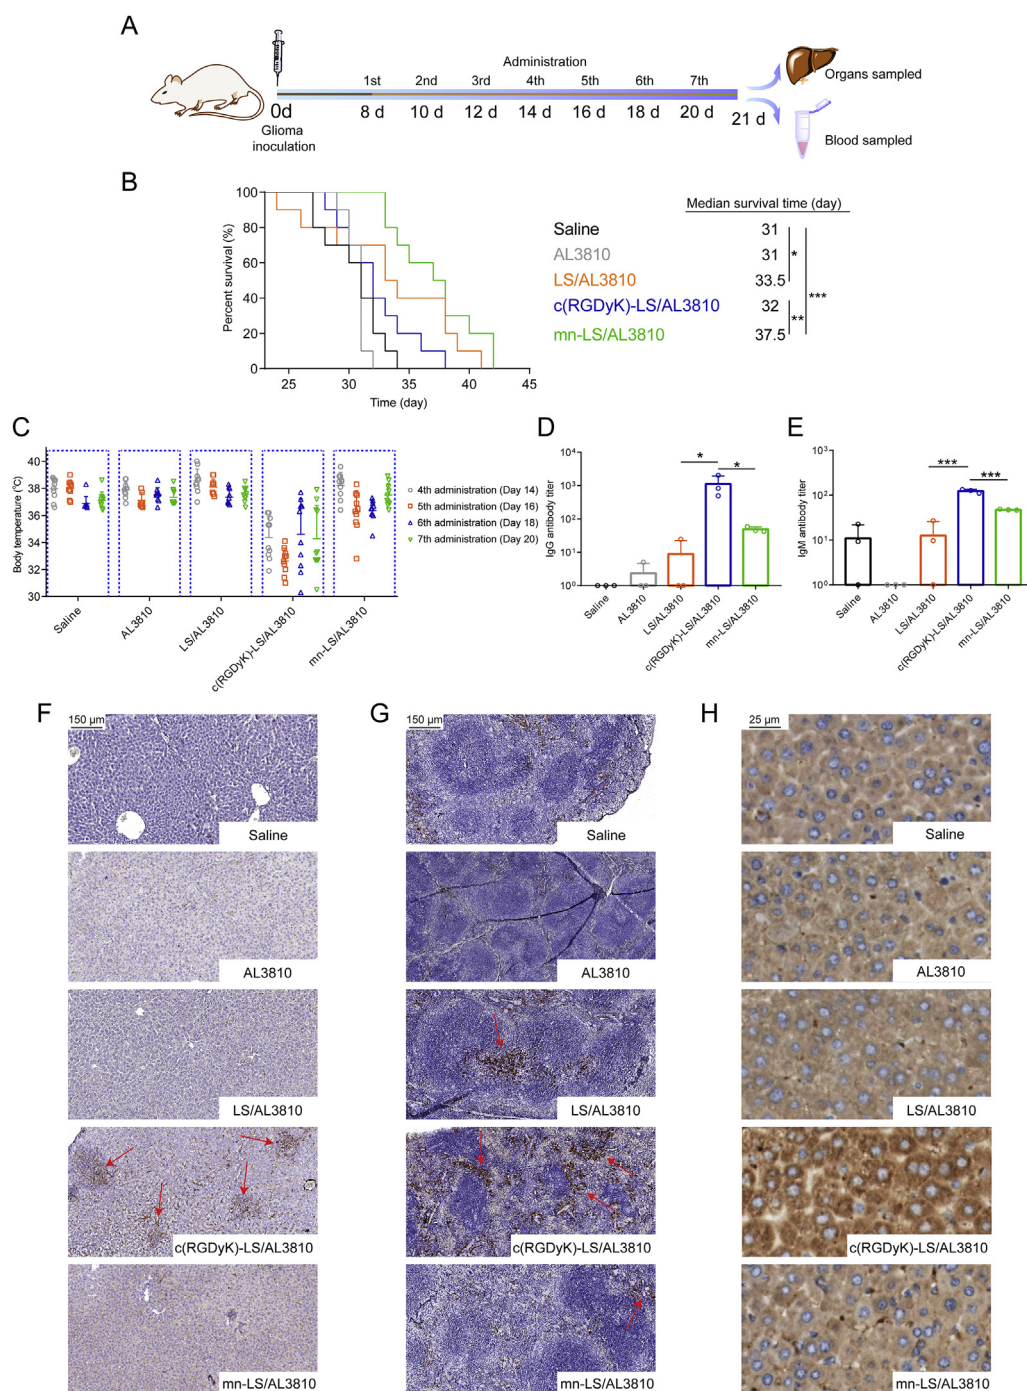 A
Administration
1st 2nd 3rd 4th 5th 6th 7th
0d 8 d 10 d 12 d 14 d 16 d 18 d 20 d 21 d
Glioma
inoculation
Organs sampled
Blood sampled
B
Percent survival (%)
100
80
60
40
20
0
25 30 35 40 45
Time (day)
Median survival time (day)
Saline 31
AL3810 31
LS/AL3810 33.5
c(RGDyK)-LS/AL3810 32
mn-LS/AL3810 37.5
*
**
***
C
Body temperature (°C)
40
38
36
34
32
30
Saline
AL3810
LS/AL3810
c(RGDyK)-LS/AL3810
mn-LS/AL3810
4th administration (Day 14)
5th administration (Day 16)
6th administration (Day 18)
7th administration (Day 20)
D
IgG antibody titer
10⁴
10³
10²
10¹
10⁰
* *
Saline
AL3810
LS/AL3810
c(RGDyK)-LS/AL3810
mn-LS/AL3810
E
IgM antibody titer
10³
10²
10¹
10⁰
*** ***
Saline
AL3810
LS/AL3810
c(RGDyK)-LS/AL3810
mn-LS/AL3810
F
150 µm
Saline
AL3810
LS/AL3810
c(RGDyK)-LS/AL3810
mn-LS/AL3810
G
150 µm
Saline
AL3810
LS/AL3810
c(RGDyK)-LS/AL3810
mn-LS/AL3810
H
25 µm
Saline
AL3810
LS/AL3810
c(RGDyK)-LS/AL3810
mn-LS/AL3810